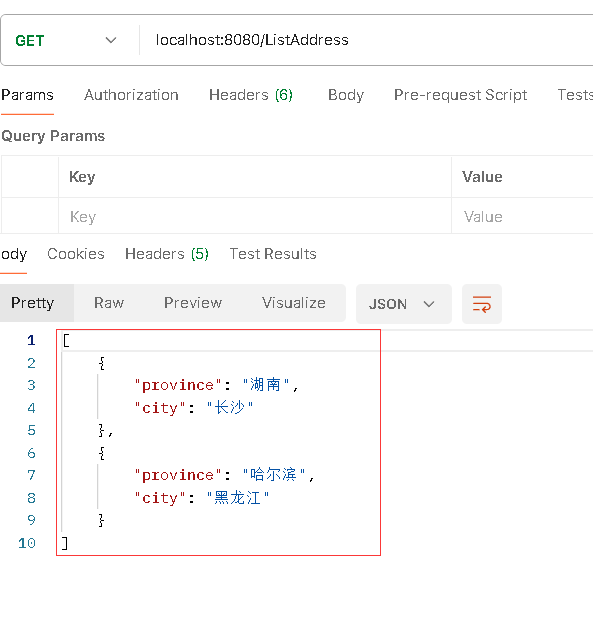 GET localhost:8080/ListAddress
Params Authorization Headers (6) Body Pre-request Script Tests
Query Params
Key Value
Key Value
ody Cookies Headers (5) Test Results
Pretty Raw Preview Visualize JSON
1 [
2 {
3 "province": "湖南",
4 "city": "长沙"
5 },
6 {
7 "province": "哈尔滨",
8 "city": "黑龙江"
9 }
10 ]